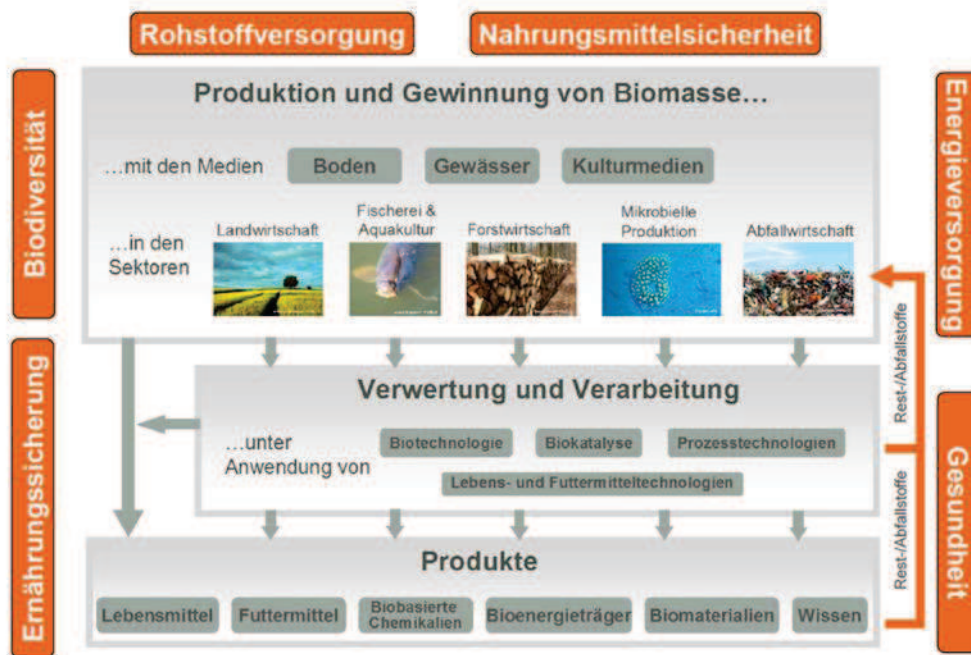 Rohstoffversorgung
Nahrungsmittelsicherheit
Biodiversität
Energieversorgung
Produktion und Gewinnung von Biomasse…
…mit den Medien
Boden
Gewässer
Kulturmedien
…in den
Sektoren
Landwirtschaft
Fischerei &
Aquakultur
Forstwirtschaft
Mikrobielle
Produktion
Abfallwirtschaft
Rest-/Abfallstoffe
Ernährungssicherung
Gesundheit
Verwertung und Verarbeitung
…unter
Anwendung von
Biotechnologie
Biokatalyse
Prozesstechnologien
Lebens- und Futtermitteltechnologien
Rest-/Abfallstoffe
Produkte
Lebensmittel
Futtermittel
Biobasierte
Chemikalien
Bioenergieträger
Biomaterialien
Wissen